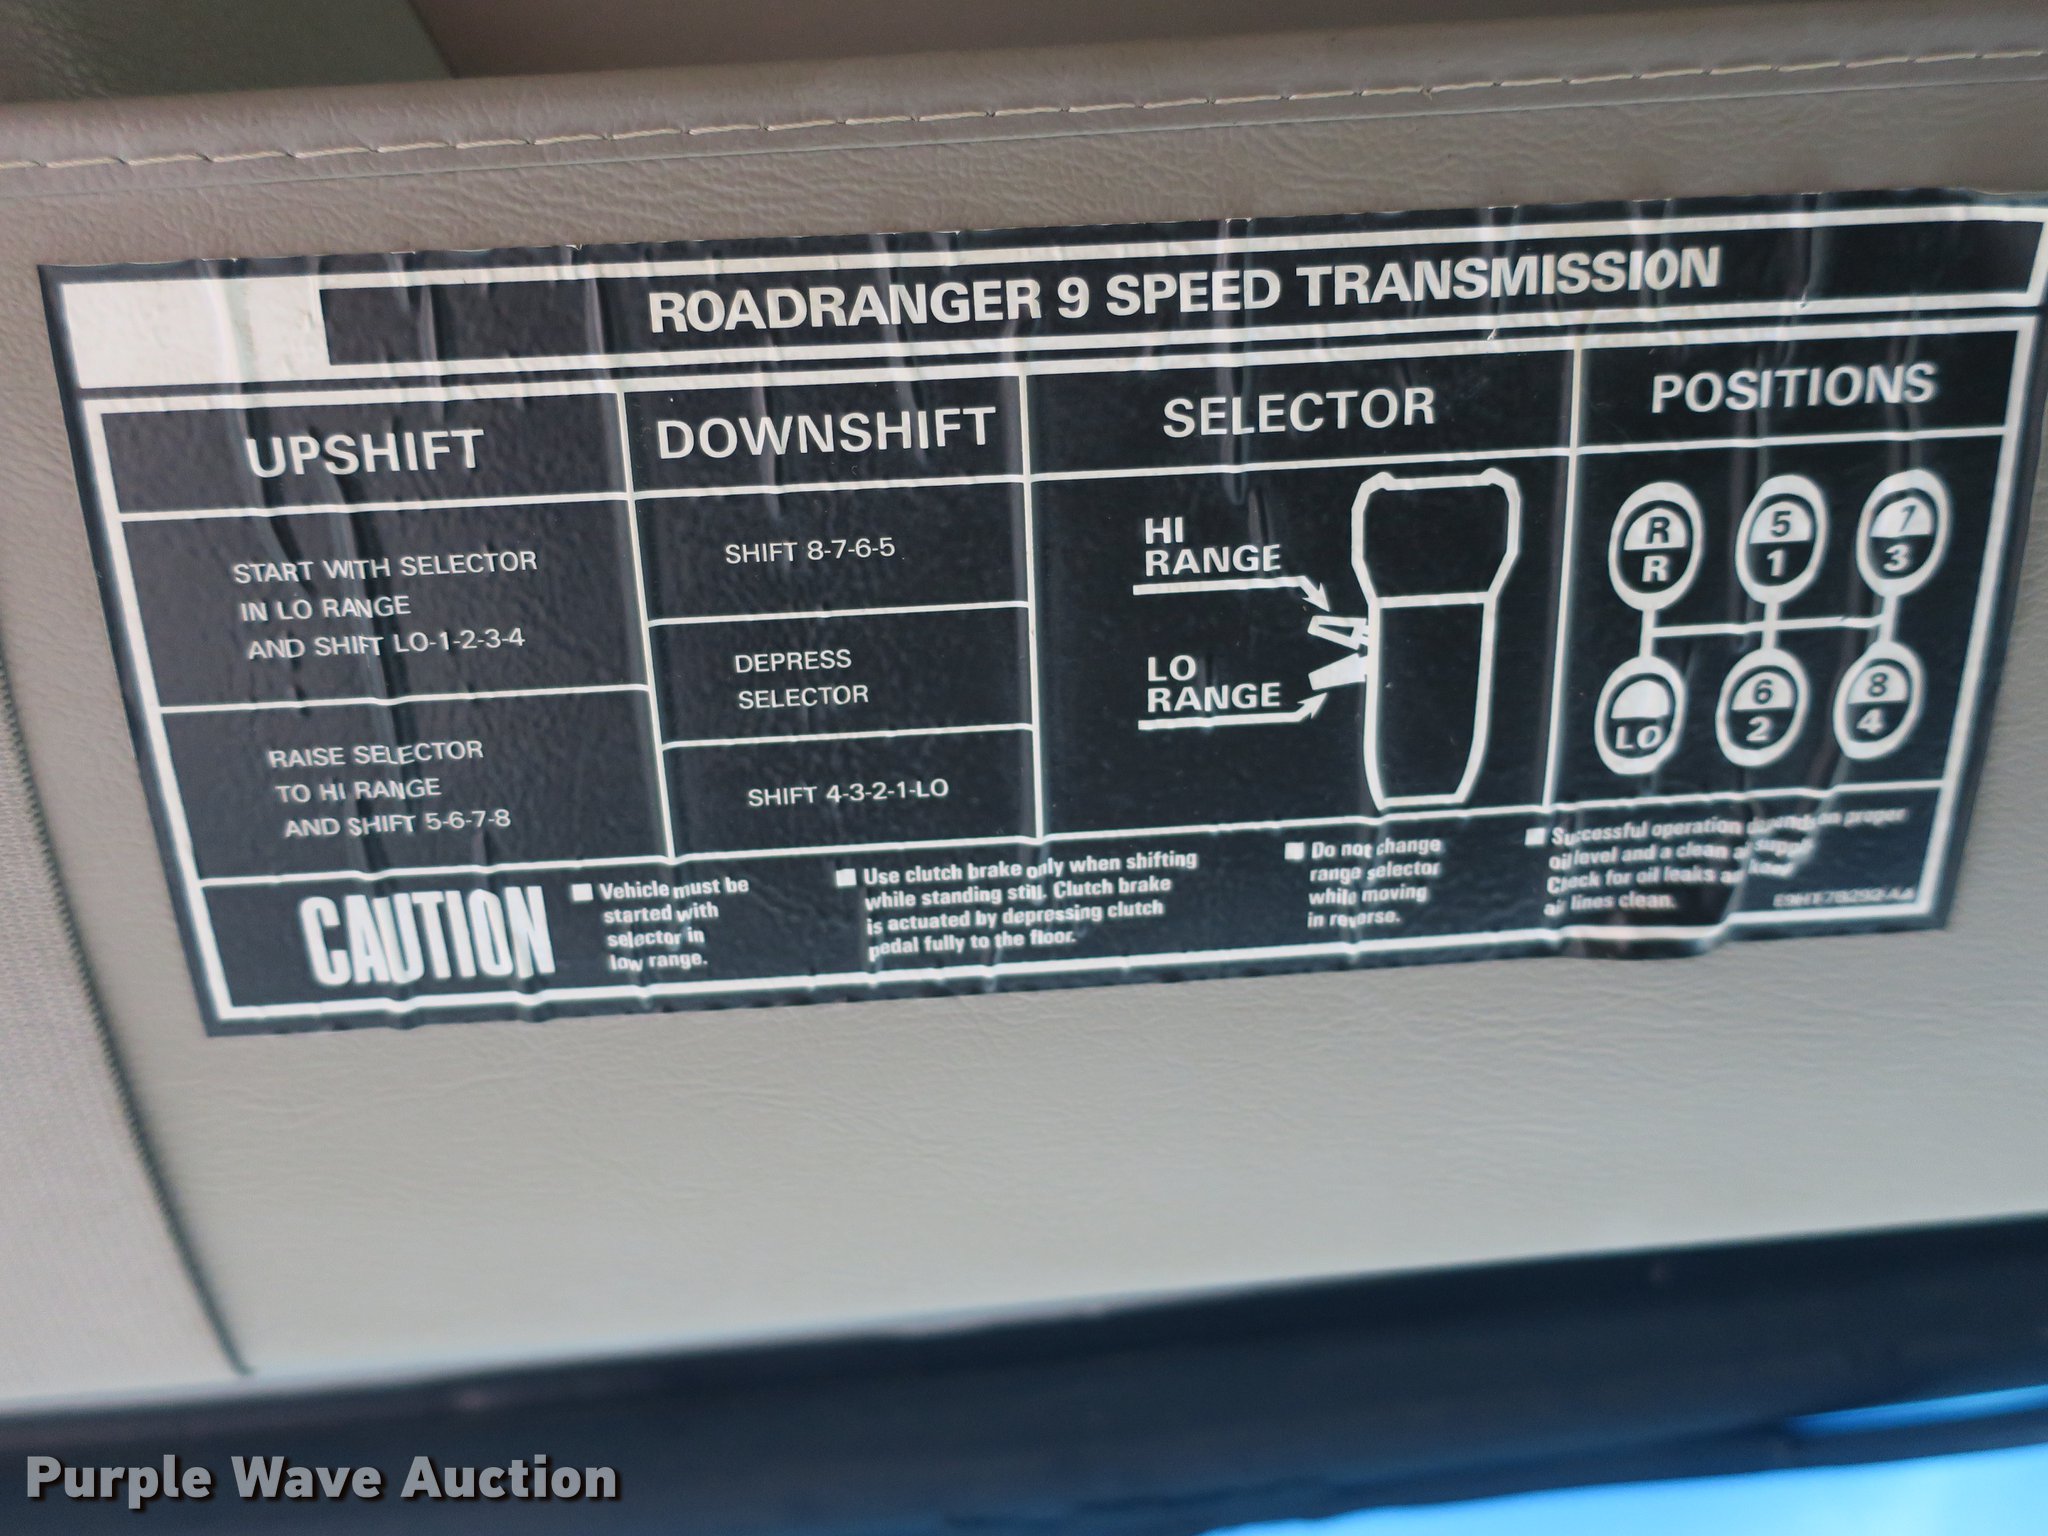 ROADRANGER 9 SPEED TRANSMISSION
UPSHIFT
START WITH SELECTOR
IN LO RANGE
AND SHIFT LO-1-2-3-4
RAISE SELECTOR
TO HI RANGE
AND SHIFT 5-6-7-8
DOWNSHIFT
SHIFT 8-7-6-5
DEPRESS
SELECTOR
SHIFT 4-3-2-1-LO
SELECTOR
HI
RANGE
LO
RANGE
POSITIONS
R 5 7
R 1 3
6 8
LO 2 4
CAUTION
Vehicle must be
started with
selector in
low range.
Use clutch brake only when shifting
while standing still. Clutch brake
is actuated by depressing clutch
pedal fully to the floor.
Do not change
range selector
while moving
in reverse.
Successful operation depends on proper
oil level and a clean supply
Check for oil leaks
air lines clean.
Purple Wave Auction